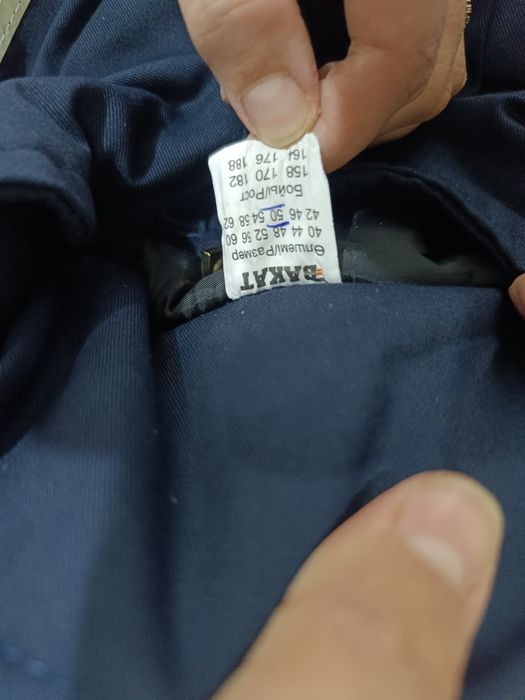 БАКАТ
Өлшемі/Размер
40 44 48 52 56 60
42 46 50 54 58 62
Бойы/Рост
158 170 182
164 176 188